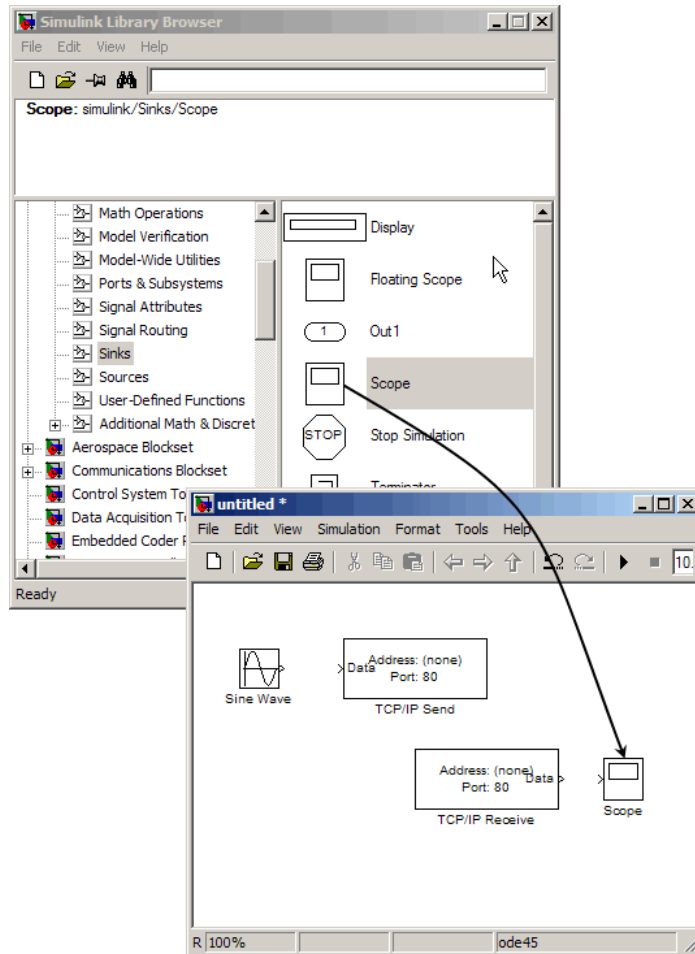 Simulink Library Browser
File Edit View Help
Scope: simulink/Sinks/Scope
Math Operations
Model Verification
Model-Wide Utilities
Ports & Subsystems
Signal Attributes
Signal Routing
Sinks
Sources
User-Defined Functions
Additional Math & Discret
Aerospace Blockset
Communications Blockset
Control System To
Data Acquisition T
Embedded Coder
Ready
Display
Floating Scope
1
Out1
Scope
STOP
Stop Simulation
Terminator
untitled *
File Edit View Simulation Format Tools Help
10.
Sine Wave
Data
Address: (none)
Port: 80
TCP/IP Send
Address: (none)
Port: 80
Data
TCP/IP Receive
Scope
R 100% ode45